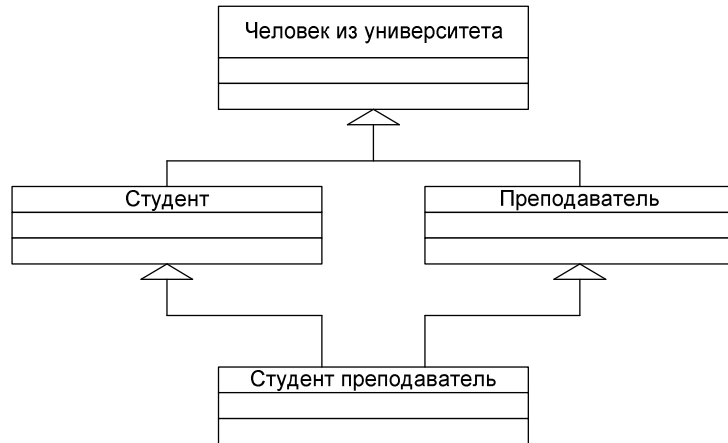 Человек из университета
Студент
Преподаватель
Студент преподаватель